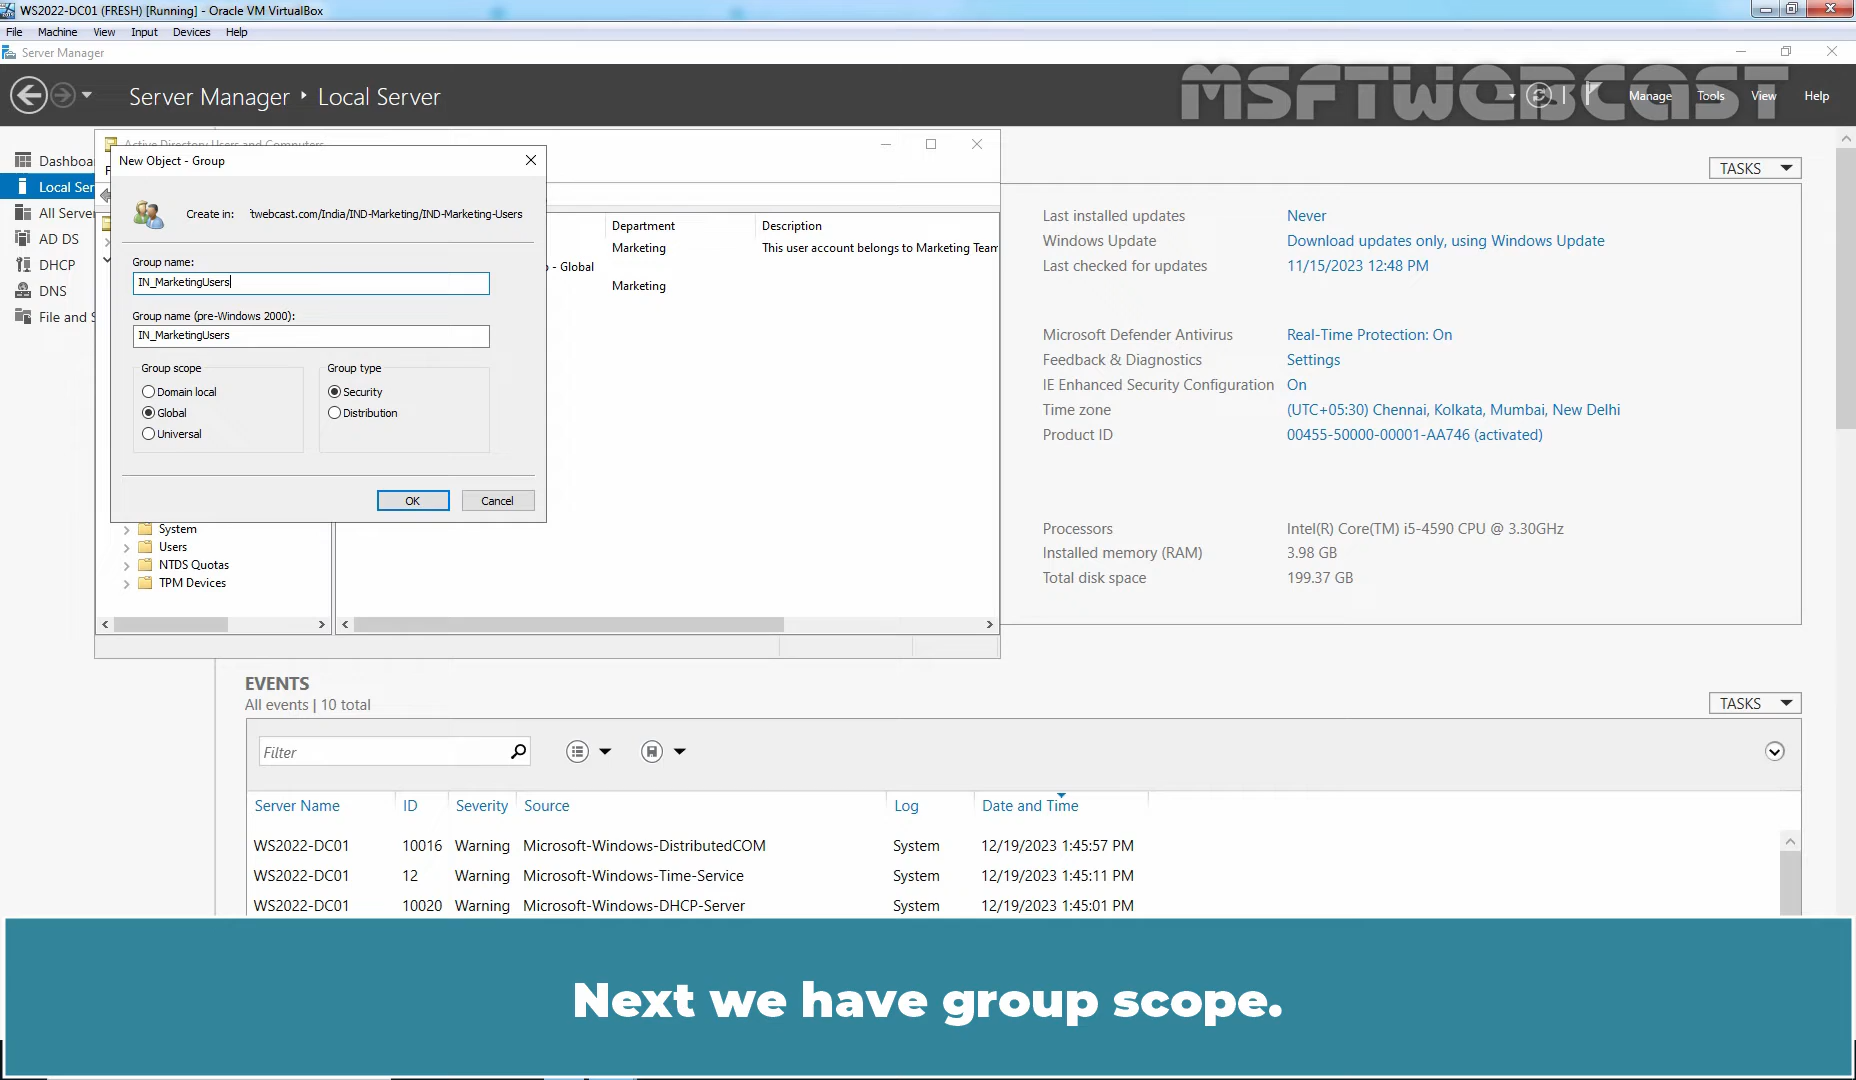 WS2022-DC01 (FRESH) [Running] - Oracle VM VirtualBox
File Machine View Input Devices Help
Server Manager
Server Manager ‣ Local Server
MSFTWEBCAST
Manage Tools View Help
Dashboa
Local Ser
All Serve
AD DS
DHCP
DNS
File and S
Active Directory Users and Computers
New Object - Group
Create in: twebcast.com/India/IND-Marketing/IND-Marketing-Users
Group name:
IN_MarketingUsers
Group name (pre-Windows 2000):
IN_MarketingUsers
Group scope
Domain local
Global
Universal
Group type
Security
Distribution
OK Cancel
Department Description
Marketing This user account belongs to Marketing Team
- Global
Marketing
System
Users
NTDS Quotas
TPM Devices
TASKS
Last installed updates Never
Windows Update Download updates only, using Windows Update
Last checked for updates 11/15/2023 12:48 PM
Microsoft Defender Antivirus Real-Time Protection: On
Feedback & Diagnostics Settings
IE Enhanced Security Configuration On
Time zone (UTC+05:30) Chennai, Kolkata, Mumbai, New Delhi
Product ID 00455-50000-00001-AA746 (activated)
Processors Intel(R) Core(TM) i5-4590 CPU @ 3.30GHz
Installed memory (RAM) 3.98 GB
Total disk space 199.37 GB
EVENTS
All events | 10 total
TASKS
Filter
Server Name ID Severity Source Log Date and Time
WS2022-DC01 10016 Warning Microsoft-Windows-DistributedCOM System 12/19/2023 1:45:57 PM
WS2022-DC01 12 Warning Microsoft-Windows-Time-Service System 12/19/2023 1:45:11 PM
WS2022-DC01 10020 Warning Microsoft-Windows-DHCP-Server System 12/19/2023 1:45:01 PM
Next we have group scope.